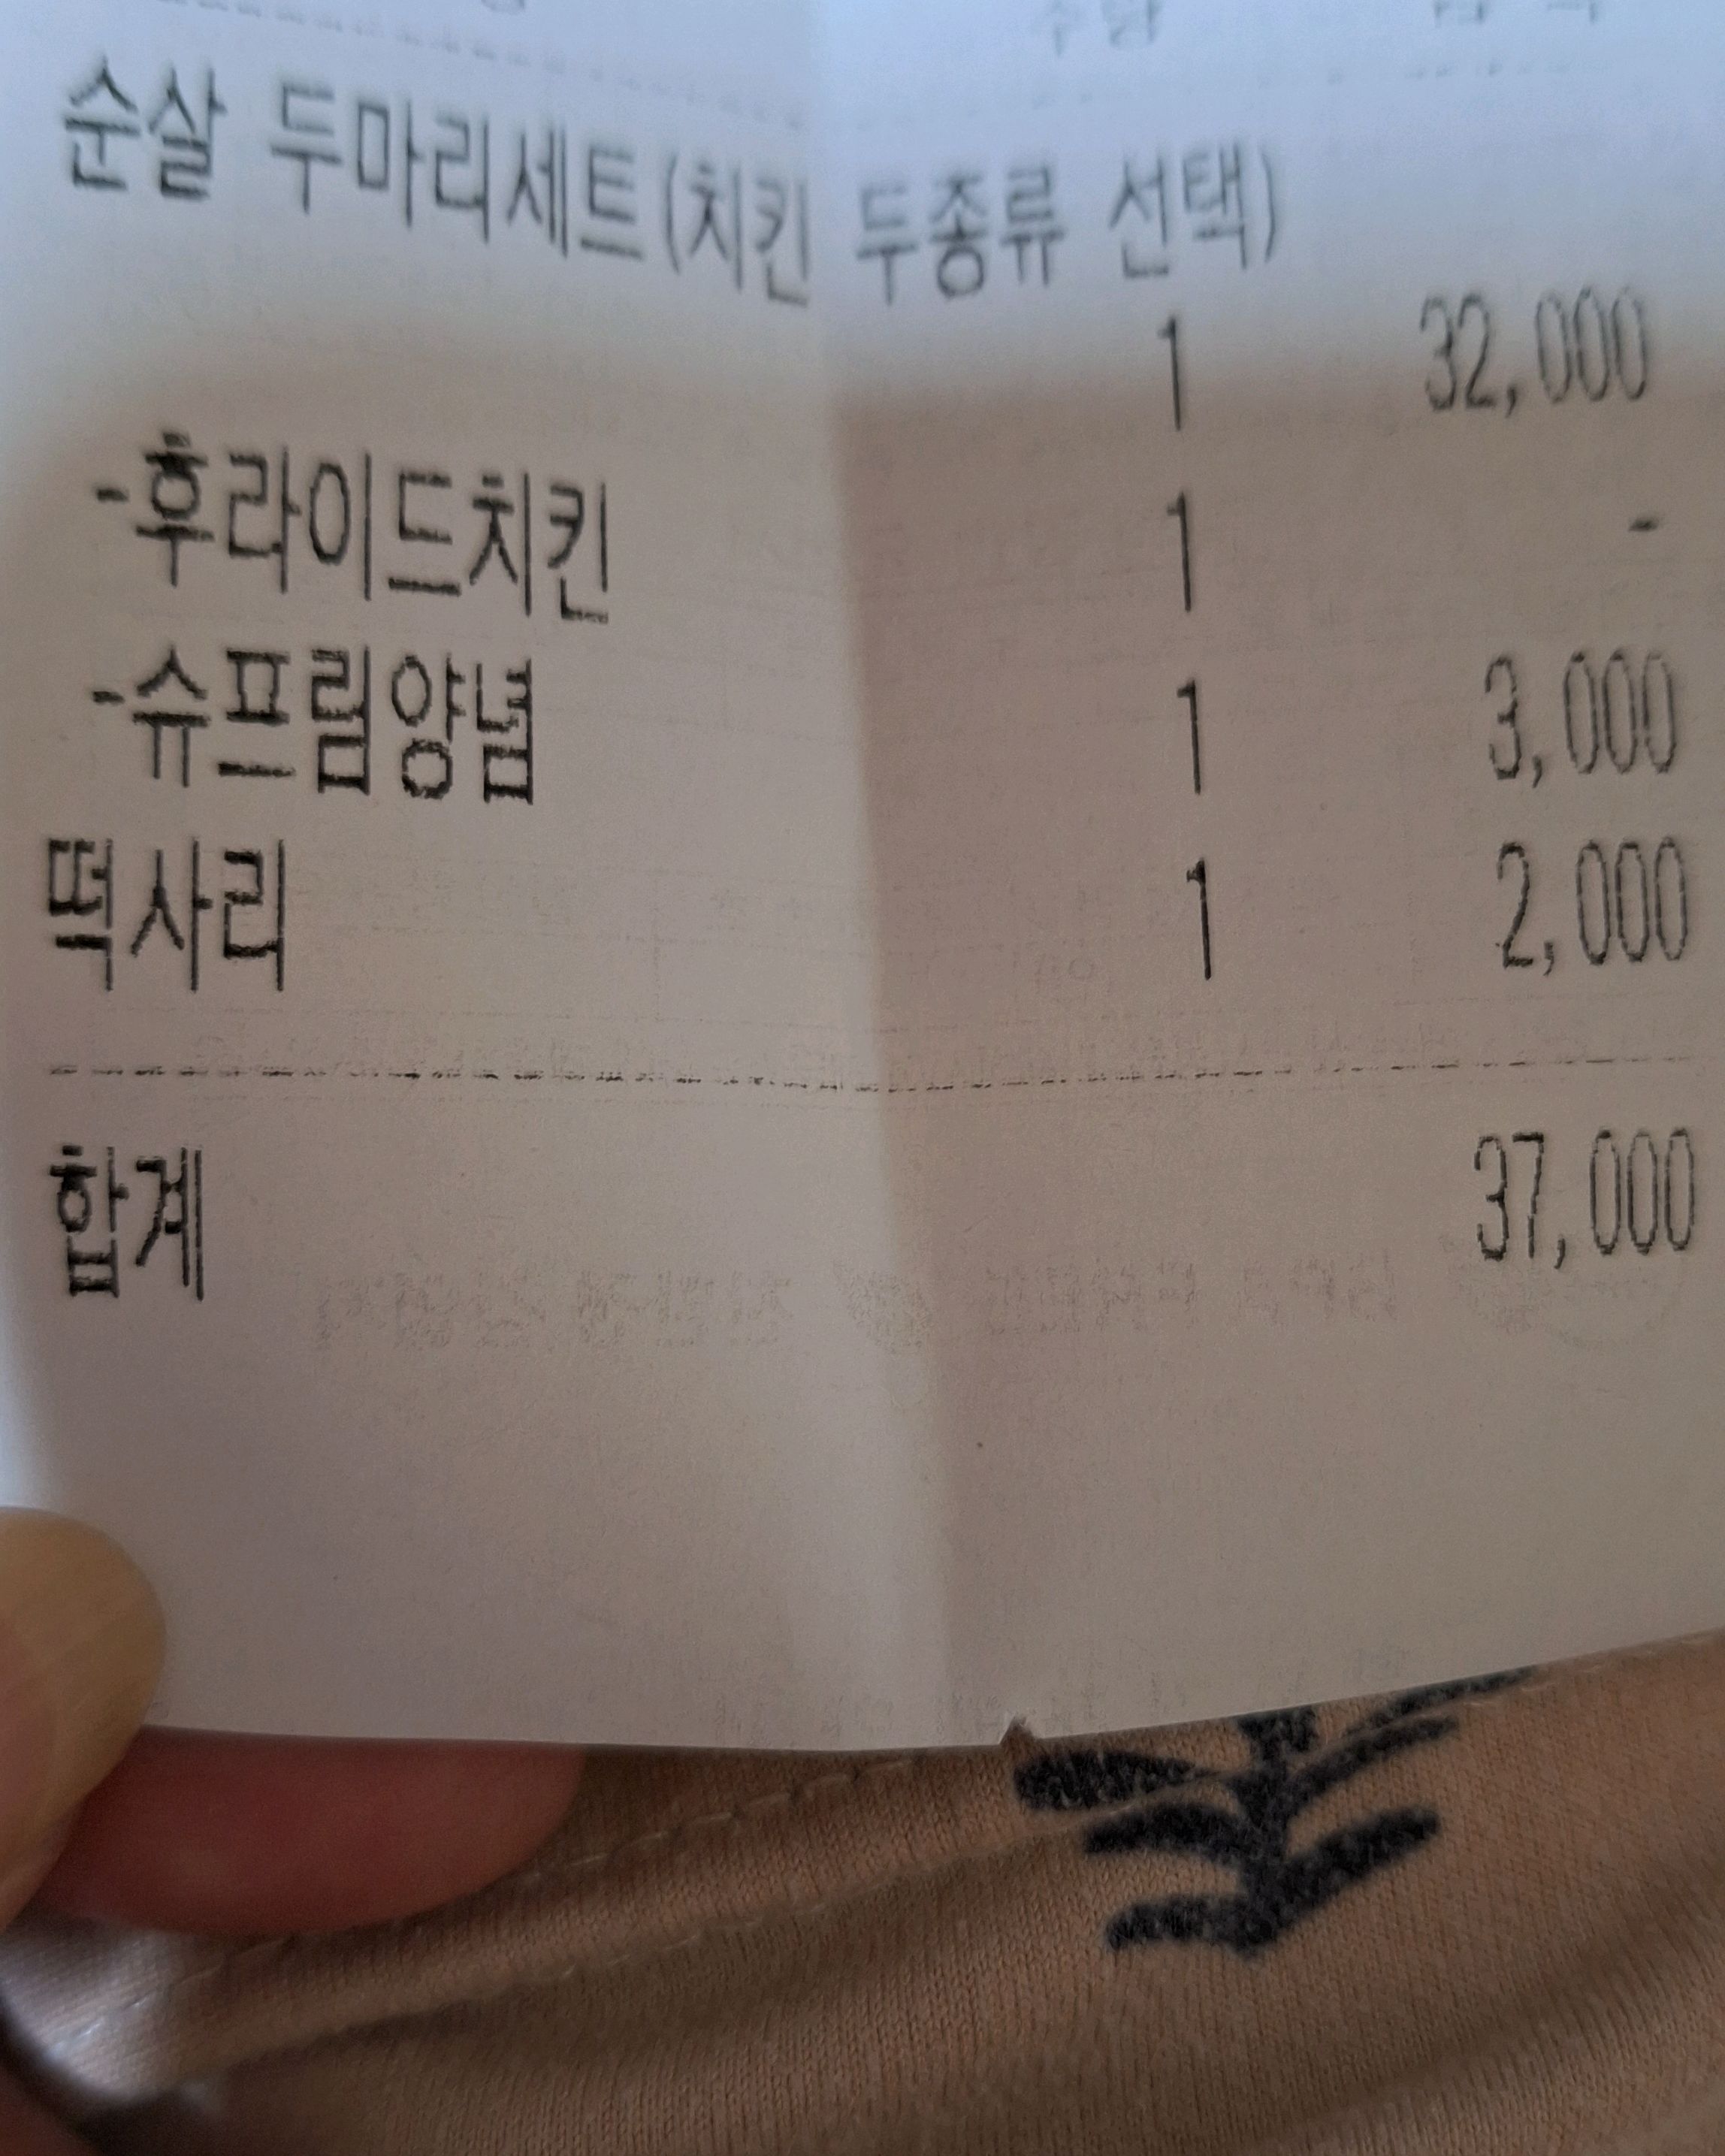 순살 두마리세트(치킨 두종류 선택)
1 32,000
-후라이드치킨 1 -
-슈프림양념 1 3,000
떡사리 1 2,000
합계 37,000